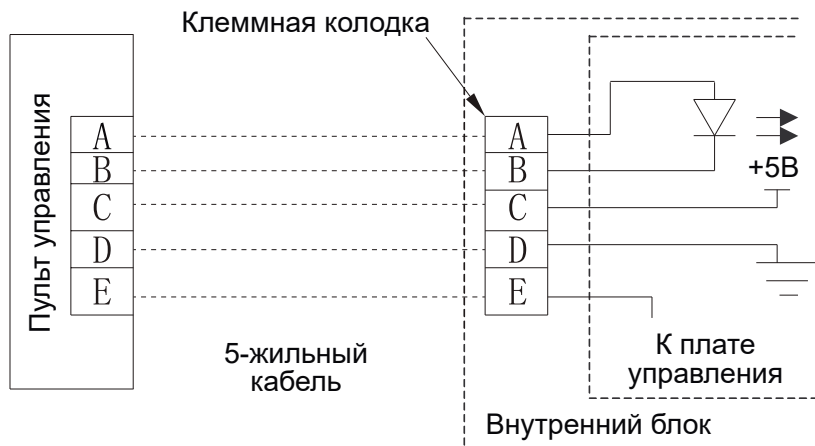 Клеммная колодка
Пульт управления
A
B
C
D
E
A
B
C
D
E
+5В
5-жильный
кабель
К плате
управления
Внутренний блок